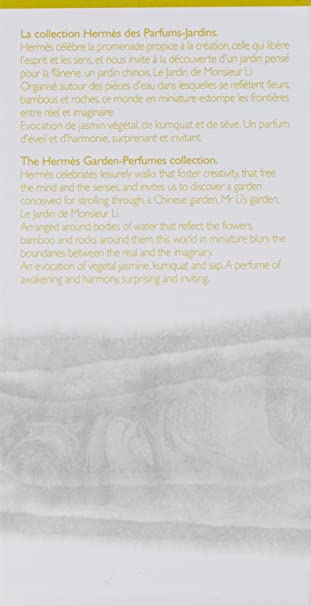 La collection Hermès des Parfums-Jardins.
Hermès célèbre la promenade propice à la création, celle qui libère
l'esprit et les sens, et nous invite à la découverte d'un jardin pensé
pour la flânerie, un jardin chinois, Le Jardin de Monsieur Li.
Organisé autour des pièces d'eau dans lesquelles se reflètent fleurs,
bambous et roches, ce monde en miniature estompe les frontières
entre réel et imaginaire.
Evocation de jasmin végétal, de kumquat et de sève. Un parfum
d'éveil et d'harmonie, surprenant et invitant.
The Hermès Garden-Perfumes collection.
Hermès celebrates leisurely walks that foster creativity, that free
the mind and the senses, and invites us to discover a garden
conceived for strolling through, a Chinese garden, Mr Li's garden,
Le Jardin de Monsieur Li.
Arranged around bodies of water that reflect the flowers,
bamboo and rocks around them, this world in miniature blurs the
boundaries between the real and the imaginary.
An evocation of vegetal jasmine, kumquat and sap. A perfume of
awakening and harmony, surprising and inviting.